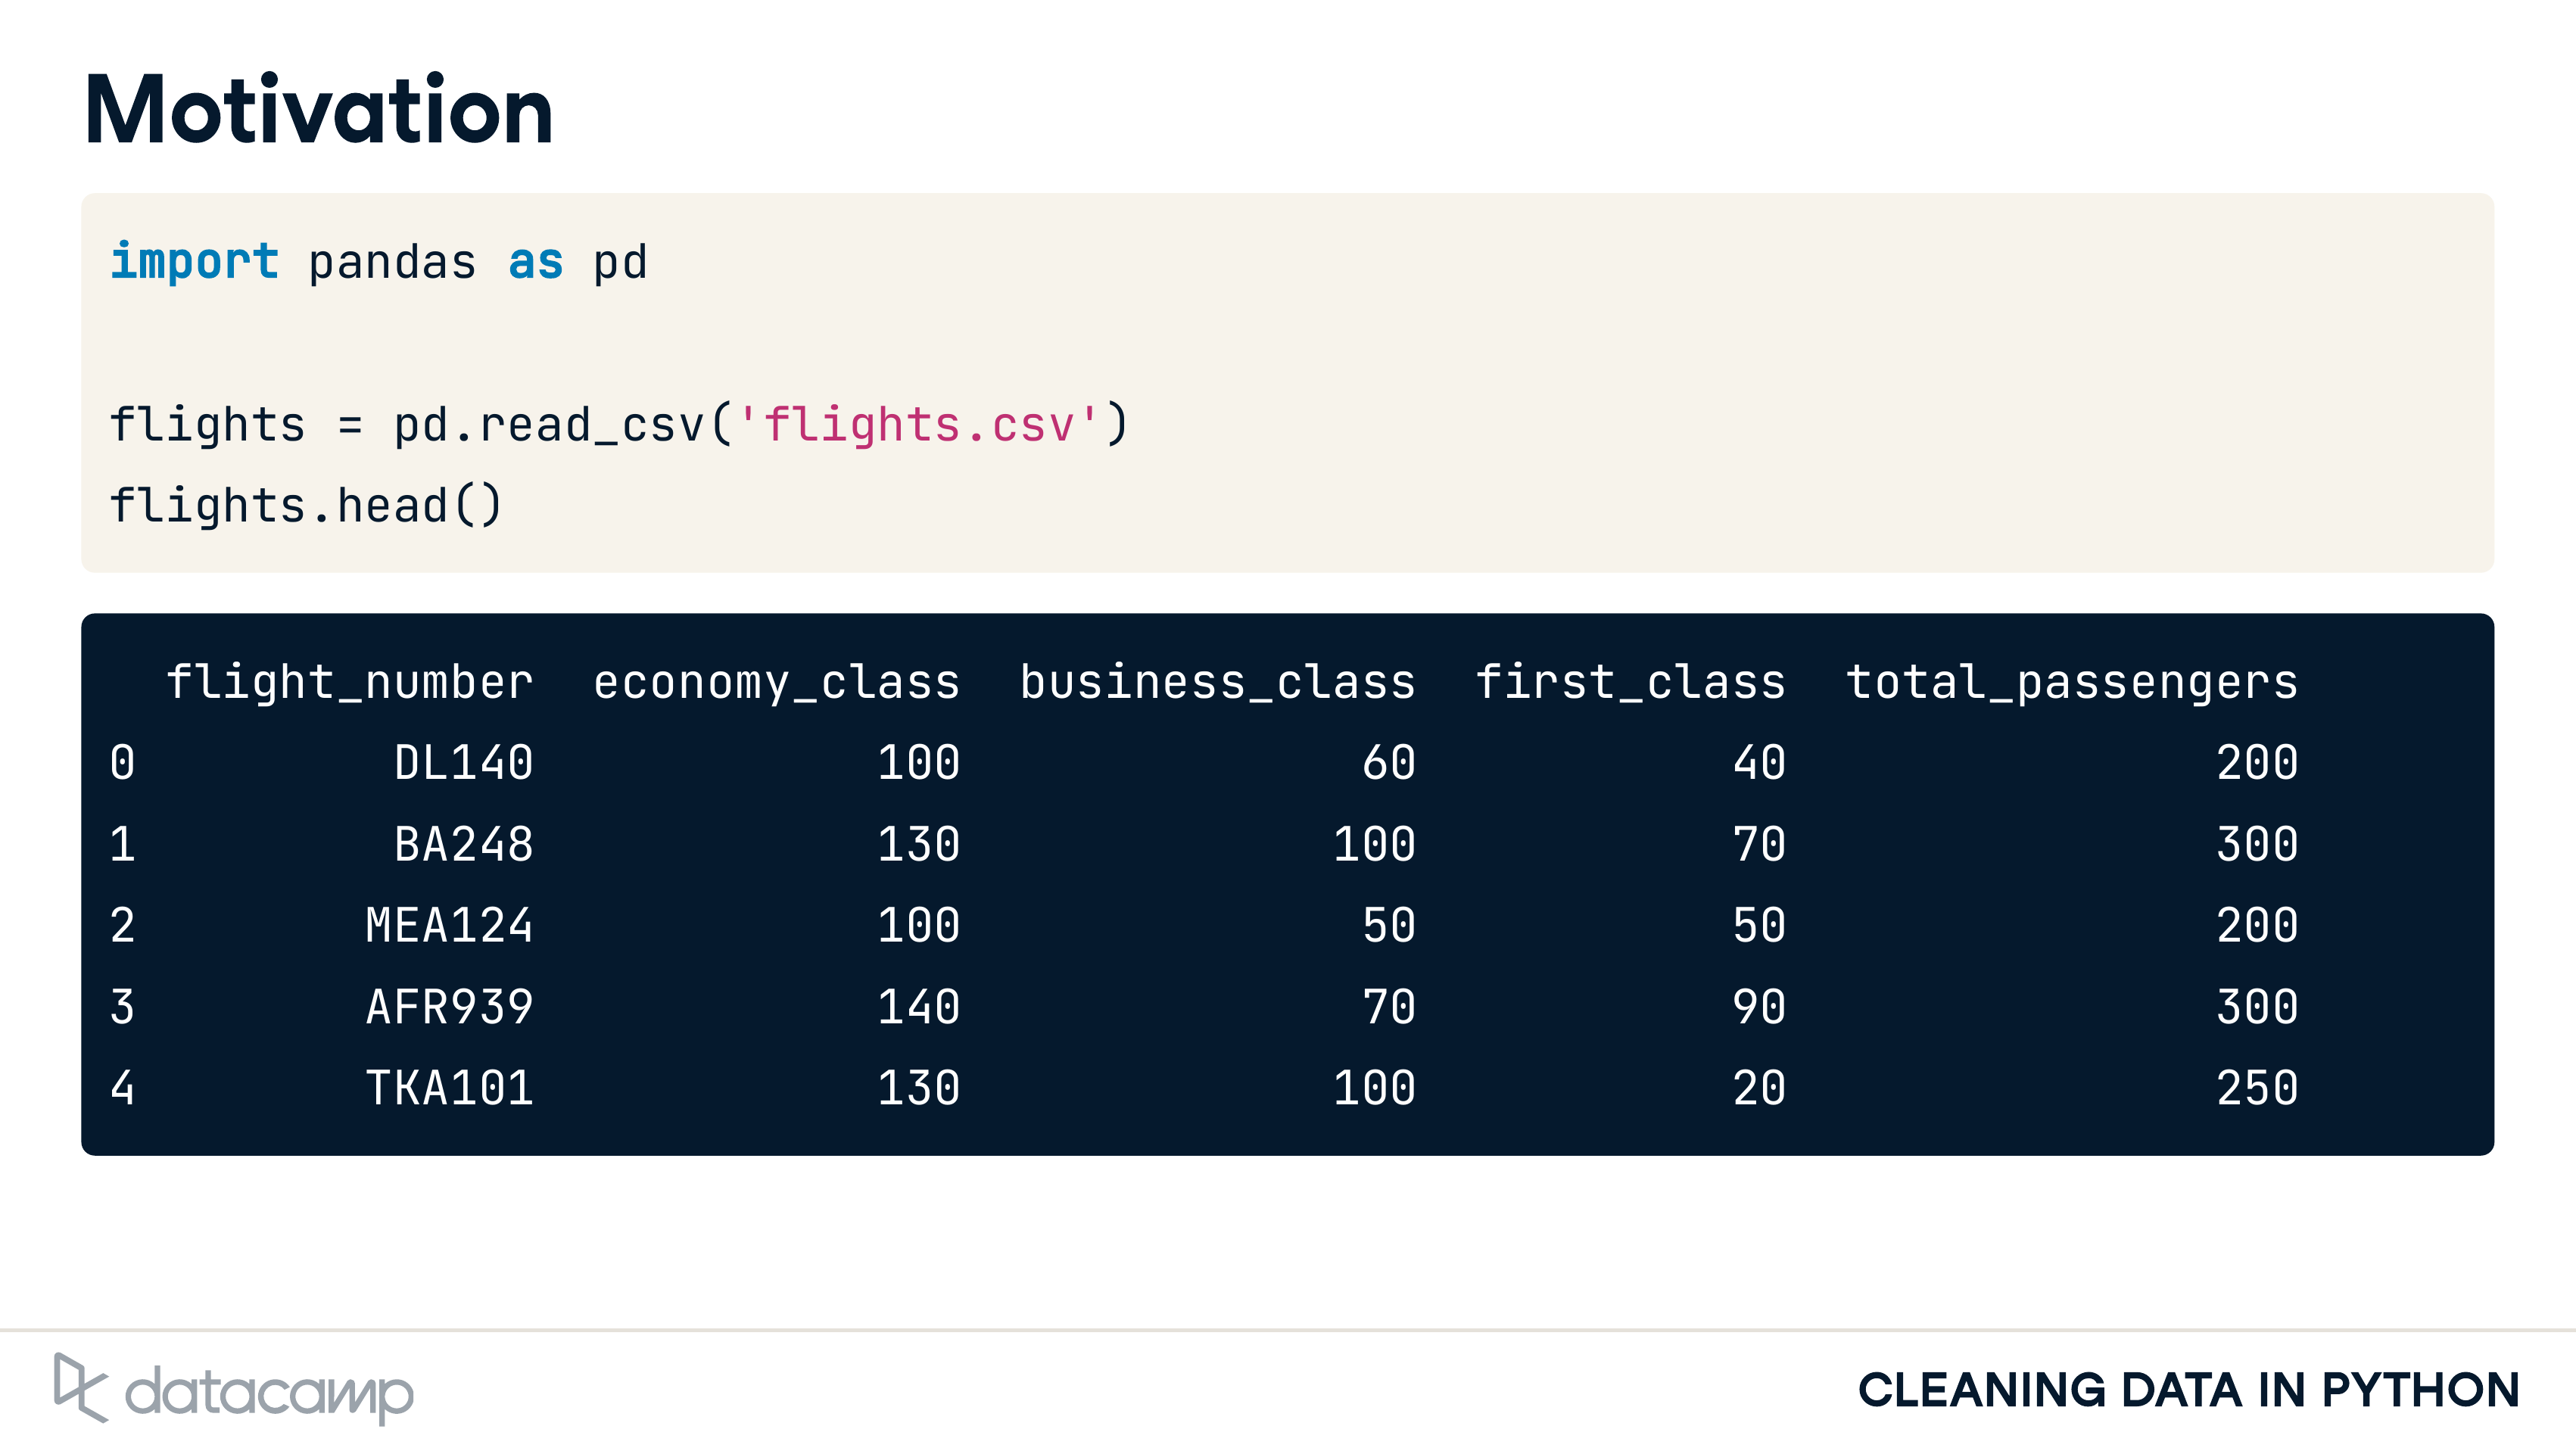 Motivation
import pandas as pd
flights = pd.read_csv('flights.csv')
flights.head()
flight_number economy_class business_class first_class total_passengers
0 DL140 100 60 40 200
1 BA248 130 100 70 300
2 MEA124 100 50 50 200
3 AFR939 140 70 90 300
4 TKA101 130 100 20 250
datacamp
CLEANING DATA IN PYTHON